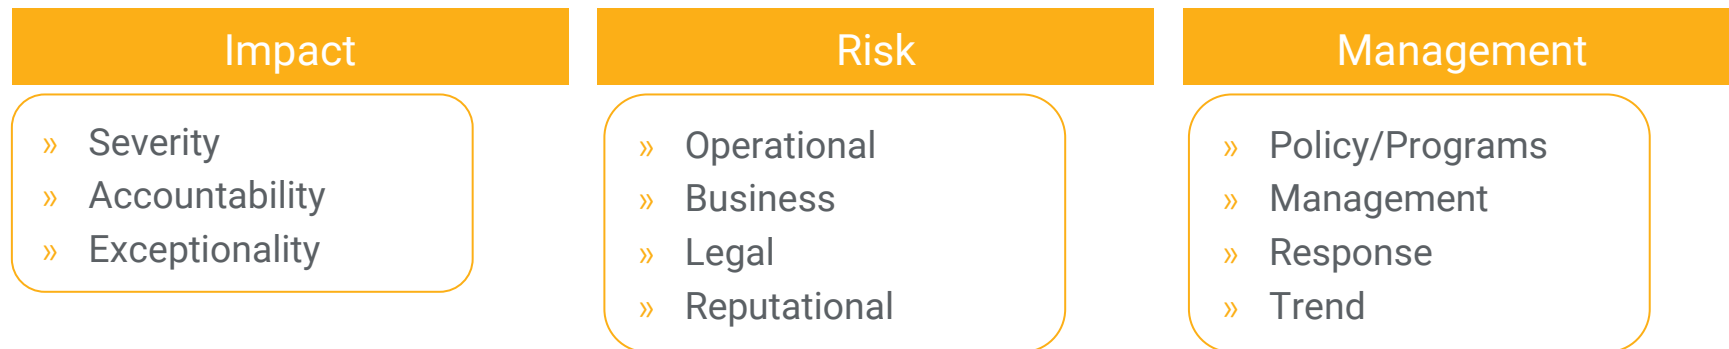 Impact
» Severity
» Accountability
» Exceptionality
Risk
» Operational
» Business
» Legal
» Reputational
Management
» Policy/Programs
» Management
» Response
» Trend